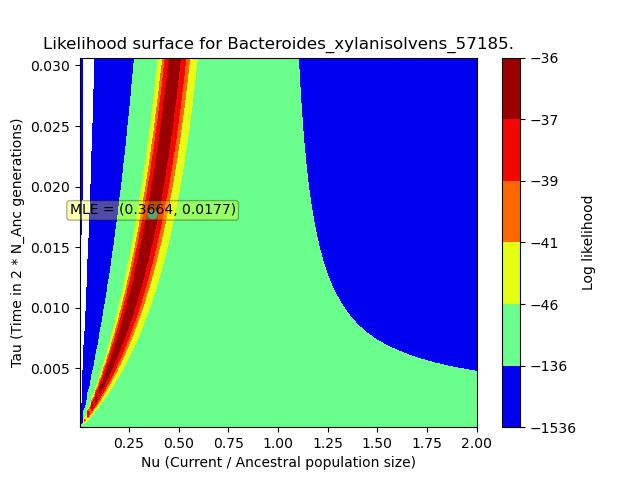 Likelihood surface for Bacteroides_xylanisolvens_57185.
0.030
0.025
0.020
0.015
0.010
0.005
Tau (Time in 2 * N_Anc generations)
MLE = (0.3664, 0.0177)
0.25 0.50 0.75 1.00 1.25 1.50 1.75 2.00
Nu (Current / Ancestral population size)
−36
−37
−39
−41
−46
−136
−1536
Log likelihood